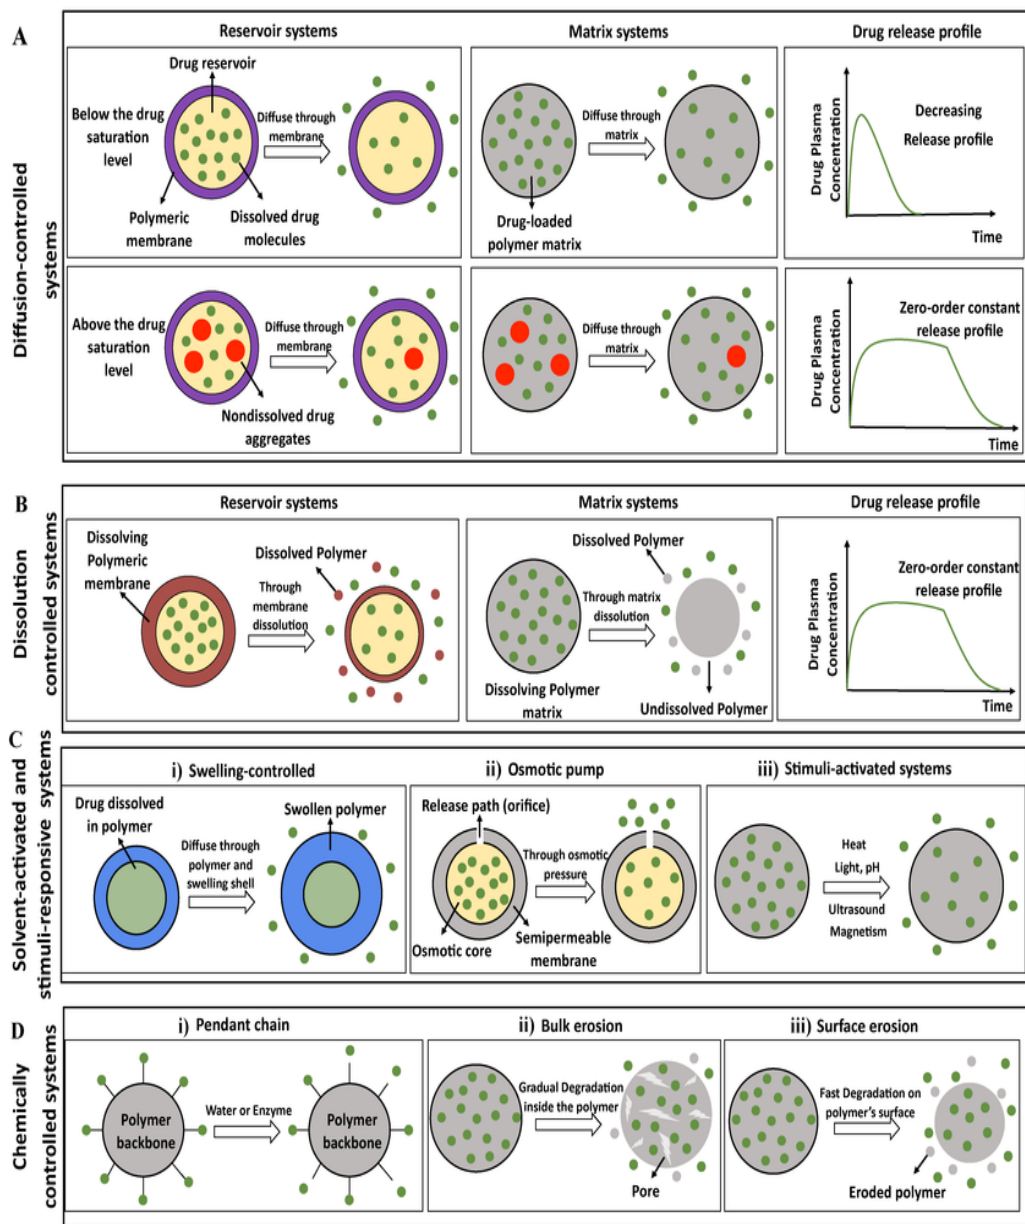 A
Diffusion-controlled
systems
Reservoir systems
Matrix systems
Drug release profile
Drug reservoir
Below the drug
saturation
level
Diffuse through
membrane
Polymeric
membrane
Dissolved drug
molecules
Diffuse through
matrix
Drug-loaded
polymer matrix
Drug Plasma
Concentration
Decreasing
Release profile
Time
Above the drug
saturation
level
Diffuse through
membrane
Nondissolved drug
aggregates
Diffuse through
matrix
Drug Plasma
Concentration
Zero-order constant
release profile
Time
B
Dissolution
controlled systems
Reservoir systems
Matrix systems
Drug release profile
Dissolving
Polymeric
membrane
Dissolved Polymer
Through
membrane
dissolution
Dissolved Polymer
Through matrix
dissolution
Dissolving Polymer
matrix
Undissolved Polymer
Drug Plasma
Concentration
Zero-order constant
release profile
Time
C
Solvent-activated and
stimuli-responsive systems
i) Swelling-controlled
ii) Osmotic pump
iii) Stimuli-activated systems
Drug dissolved
in polymer
Swollen polymer
Diffuse through
polymer and
swelling shell
Release path (orifice)
Through osmotic
pressure
Osmotic core
Semipermeable
membrane
Heat
Light, pH
Ultrasound
Magnetism
D
Chemically
controlled systems
i) Pendant chain
ii) Bulk erosion
iii) Surface erosion
Polymer
backbone
Water or Enzyme
Polymer
backbone
Gradual Degradation
inside the polymer
Pore
Fast Degradation on
polymer's surface
Eroded polymer